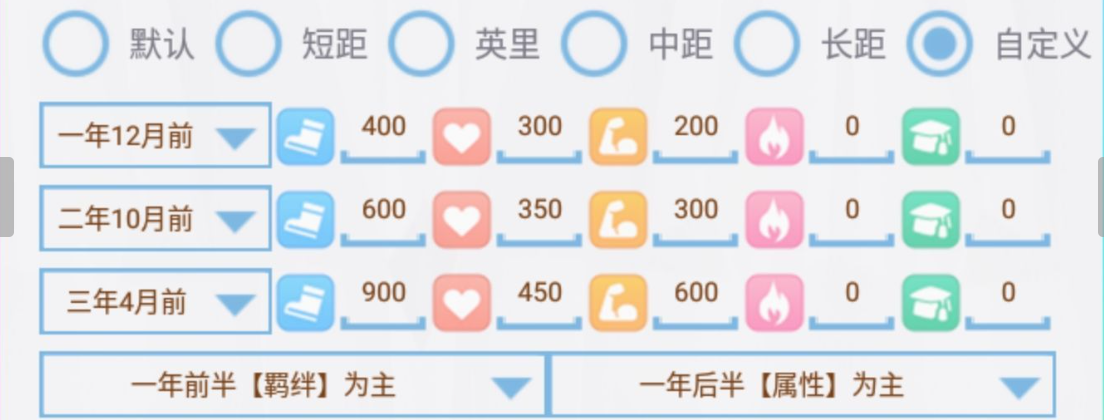 默认 短距 英里 中距 长距 自定义
一年12月前 400 300 200 0 0
二年10月前 600 350 300 0 0
三年4月前 900 450 600 0 0
一年前半【羁绊】为主 一年后半【属性】为主